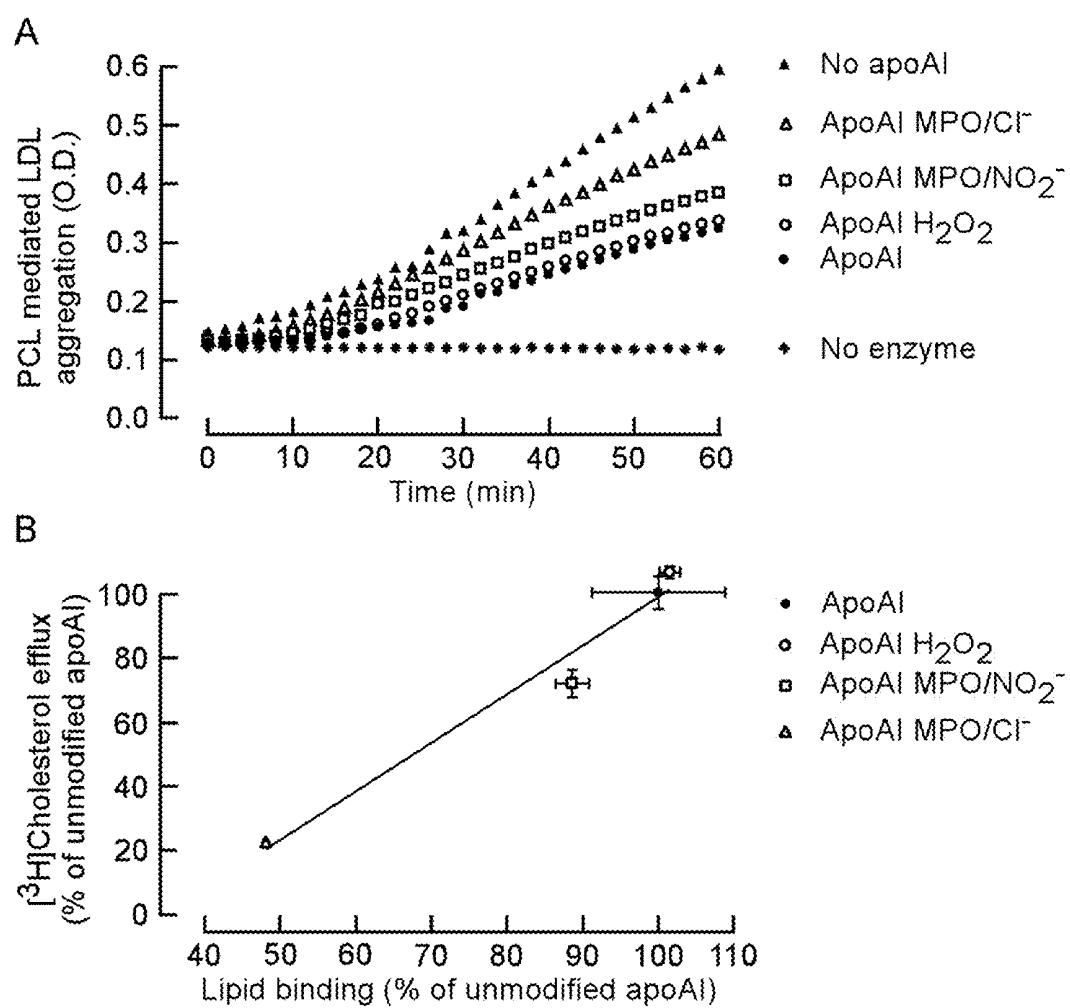 A
PCL mediated LDL
aggregation (O.D.)
0.6
0.5
0.4
0.3
0.2
0.1
0.0
0 10 20 30 40 50 60
Time (min)
No apoAI
ApoAI MPO/Cl⁻
ApoAI MPO/NO₂⁻
ApoAI H₂O₂
ApoAI
No enzyme
B
[³H]Cholesterol efflux
(% of unmodified apoAI)
100
80
60
40
20
0
40 50 60 70 80 90 100 110
Lipid binding (% of unmodified apoAI)
ApoAI
ApoAI H₂O₂
ApoAI MPO/NO₂⁻
ApoAI MPO/Cl⁻